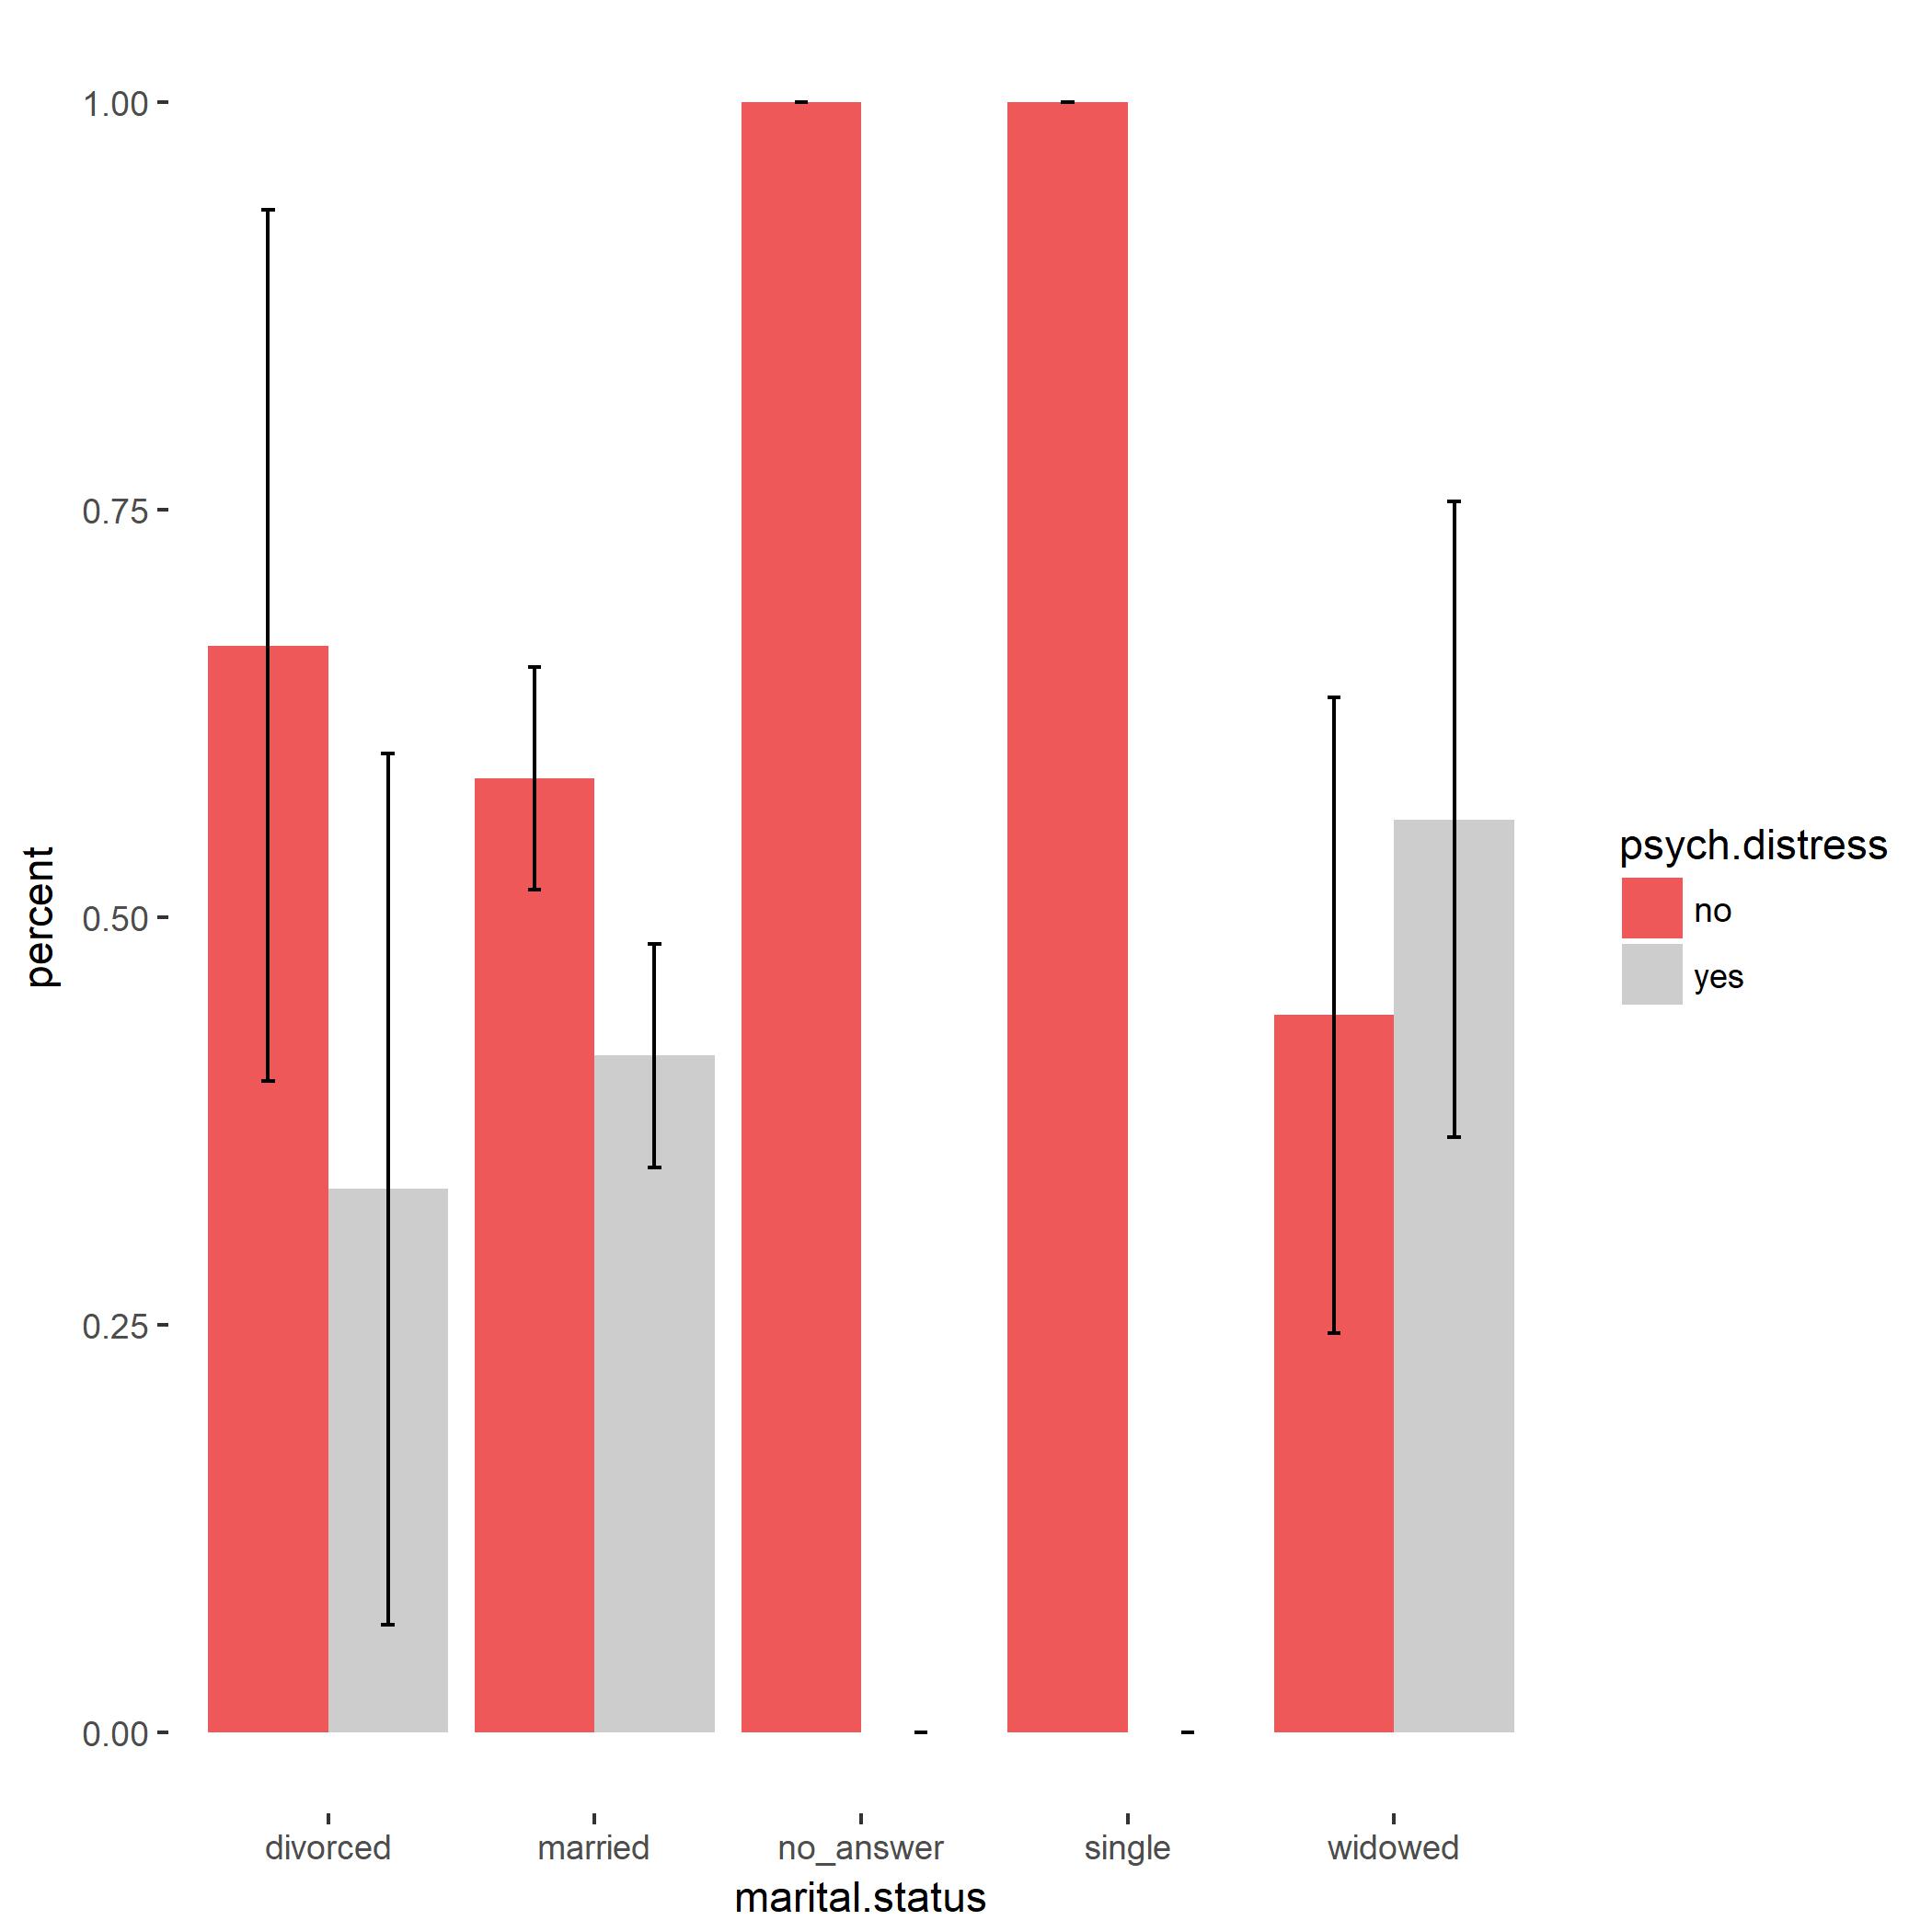 1.00
0.75
0.50
0.25
0.00
percent
divorced married no_answer single widowed
marital.status
psych.distress
no
yes